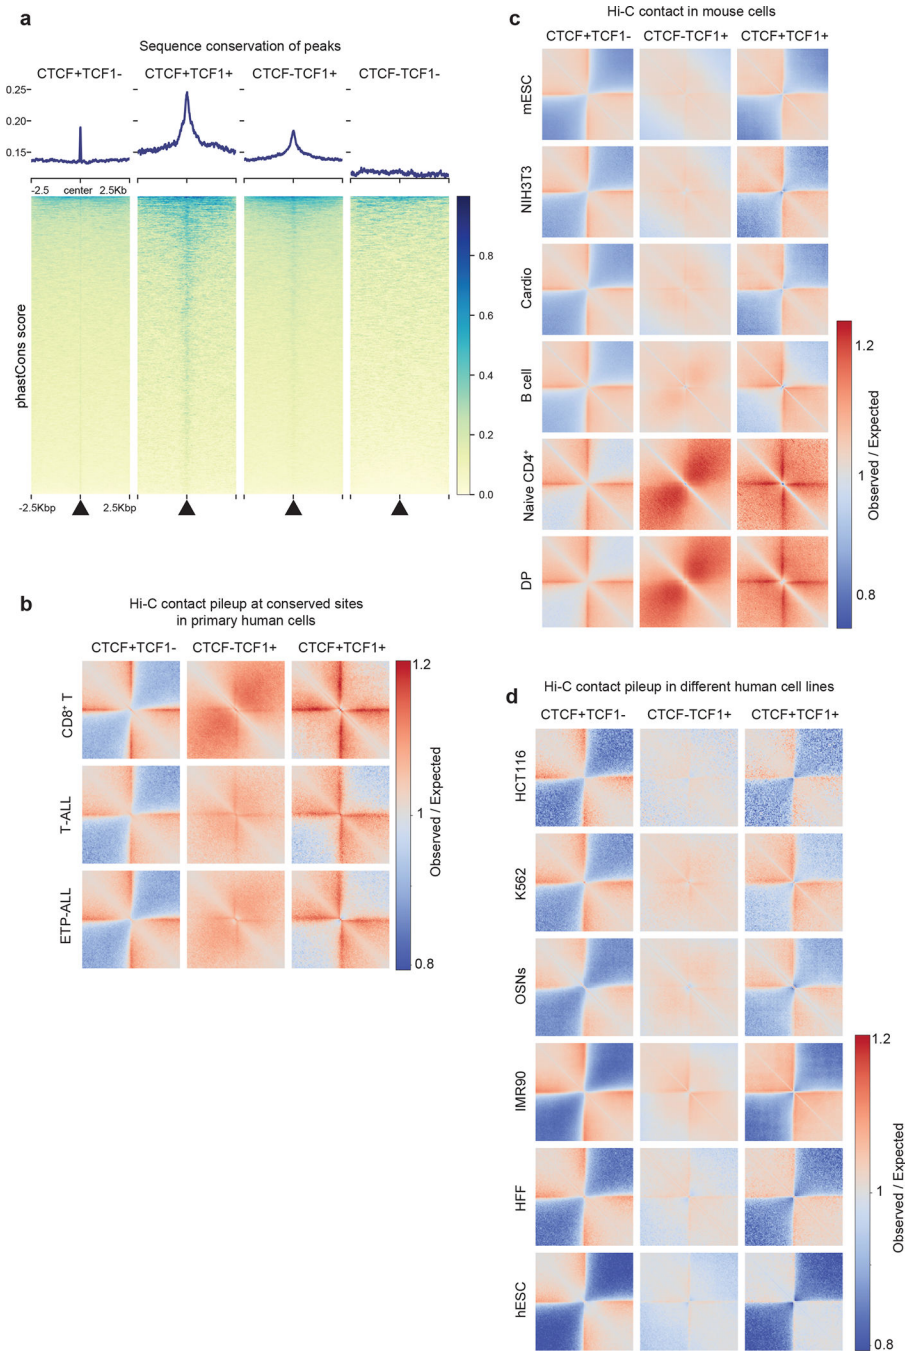 a
Sequence conservation of peaks
CTCF+TCF1- CTCF+TCF1+ CTCF-TCF1+ CTCF-TCF1-
0.25
0.20
0.15
-2.5 center 2.5Kb
phastCons score
0.8
0.6
0.4
0.2
0.0
-2.5Kbp 2.5Kbp
b
Hi-C contact pileup at conserved sites
in primary human cells
CTCF+TCF1- CTCF-TCF1+ CTCF+TCF1+
CD8⁺ T
T-ALL
ETP-ALL
1.2
1
0.8
Observed / Expected
c
Hi-C contact in mouse cells
CTCF+TCF1- CTCF-TCF1+ CTCF+TCF1+
mESC
NIH3T3
Cardio
B cell
Naive CD4⁺
DP
1.2
1
0.8
Observed / Expected
d
Hi-C contact pileup in different human cell lines
CTCF+TCF1- CTCF-TCF1+ CTCF+TCF1+
HCT116
K562
OSNs
IMR90
HFF
hESC
1.2
1
0.8
Observed / Expected